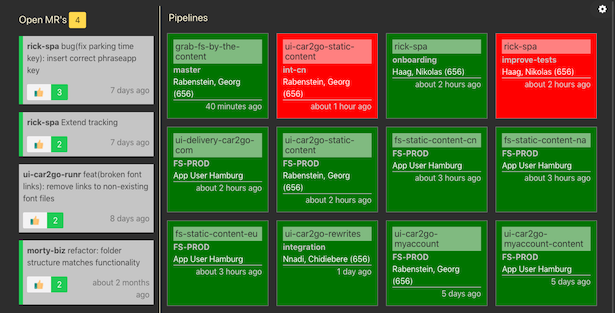 Open MR's 4
rick-spa bug(fix parking time
key): insert correct phraseapp
key
3
7 days ago
rick-spa Extend tracking
2
7 days ago
ui-car2go-runr feat(broken font
links): remove links to non-existing
font files
2
8 days ago
morty-biz refactor: folder
structure matches functionality
2
about 2 months
ago
Pipelines
grab-fs-by-the-
content
master
Rabenstein, Georg
(656)
40 minutes ago
ui-car2go-static-
content
int-cn
Rabenstein, Georg
(656)
about 1 hour ago
rick-spa
onboarding
Haag, Nikolas (656)
about 2 hours ago
rick-spa
improve-tests
Haag, Nikolas (656)
about 2 hours ago
ui-delivery-car2go-
com
FS-PROD
App User Hamburg
about 2 hours ago
ui-car2go-static-
content
FS-PROD
Rabenstein, Georg
(656)
about 2 hours ago
fs-static-content-cn
FS-PROD
App User Hamburg
about 3 hours ago
fs-static-content-na
FS-PROD
App User Hamburg
about 3 hours ago
fs-static-content-eu
FS-PROD
App User Hamburg
about 3 hours ago
ui-car2go-rewrites
integration
Nnadi, Chidiebere (656)
1 day ago
ui-car2go-
myaccount
FS-PROD
Rabenstein, Georg
(656)
5 days ago
ui-car2go-
myaccount-content
FS-PROD
App User Hamburg
5 days ago